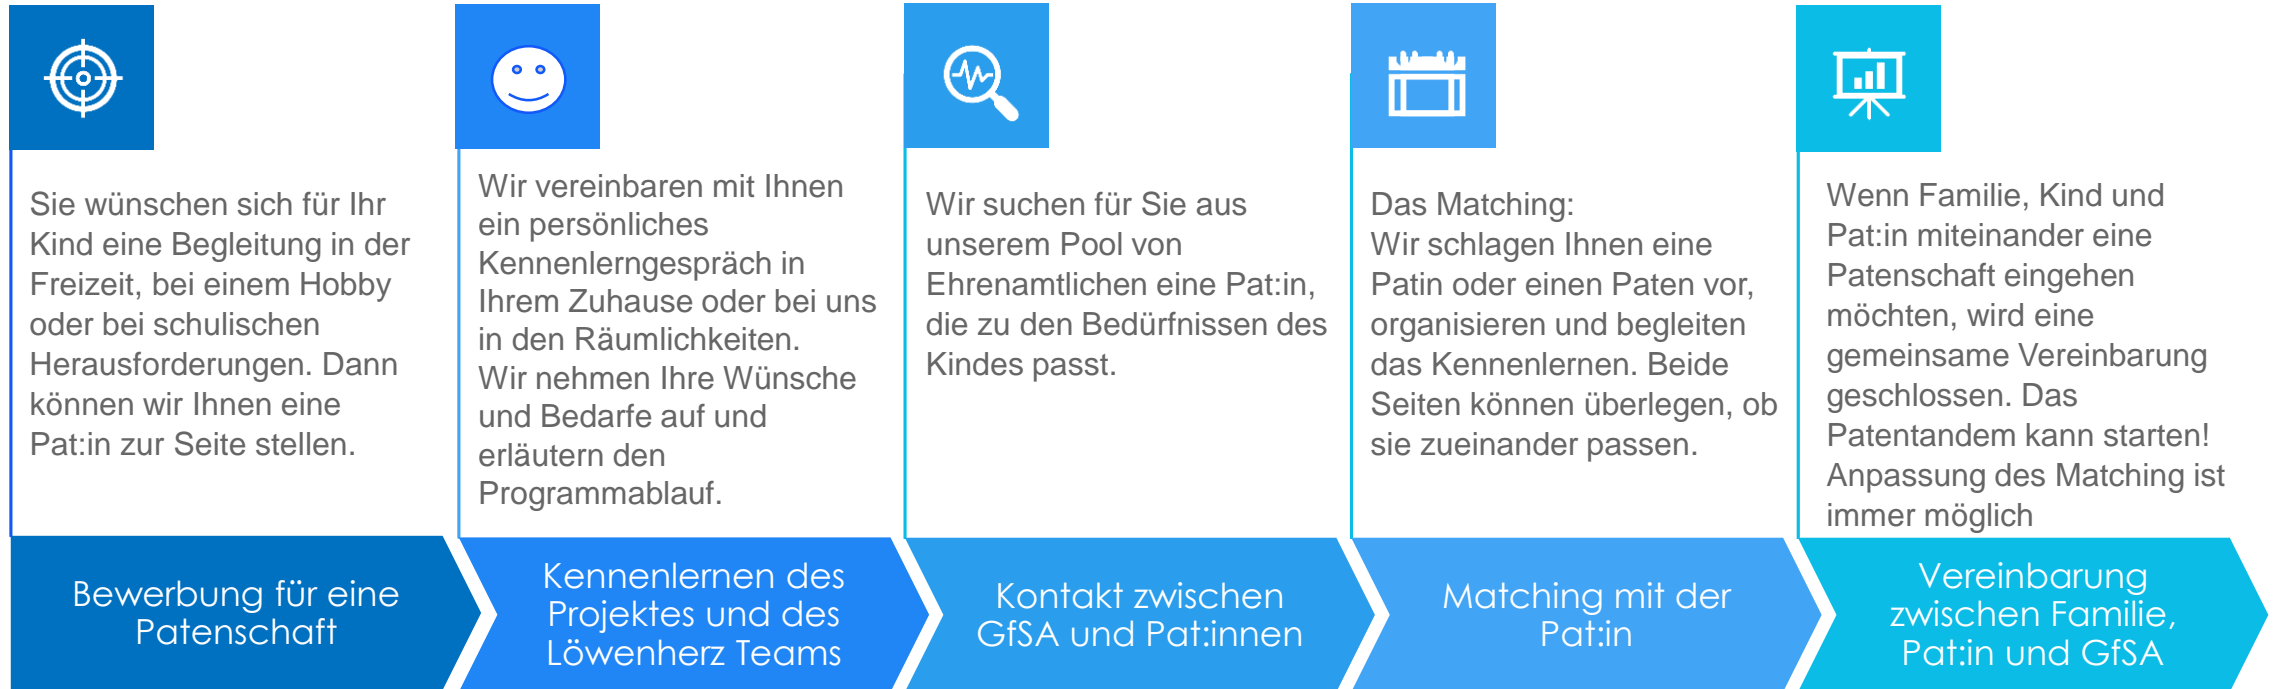 Sie wünschen sich für Ihr
Kind eine Begleitung in der
Freizeit, bei einem Hobby
oder bei schulischen
Herausforderungen. Dann
können wir Ihnen eine
Pat:in zur Seite stellen.
Bewerbung für eine
Patenschaft
Wir vereinbaren mit Ihnen
ein persönliches
Kennenlerngespräch in
Ihrem Zuhause oder bei uns
in den Räumlichkeiten.
Wir nehmen Ihre Wünsche
und Bedarfe auf und
erläutern den
Programmablauf.
Kennenlernen des
Projektes und des
Löwenherz Teams
Wir suchen für Sie aus
unserem Pool von
Ehrenamtlichen eine Pat:in,
die zu den Bedürfnissen des
Kindes passt.
Kontakt zwischen
GfSA und Pat:innen
Das Matching:
Wir schlagen Ihnen eine
Patin oder einen Paten vor,
organisieren und begleiten
das Kennenlernen. Beide
Seiten können überlegen, ob
sie zueinander passen.
Matching mit der
Pat:in
Wenn Familie, Kind und
Pat:in miteinander eine
Patenschaft eingehen
möchten, wird eine
gemeinsame Vereinbarung
geschlossen. Das
Patentandem kann starten!
Anpassung des Matching ist
immer möglich
Vereinbarung
zwischen Familie,
Pat:in und GfSA